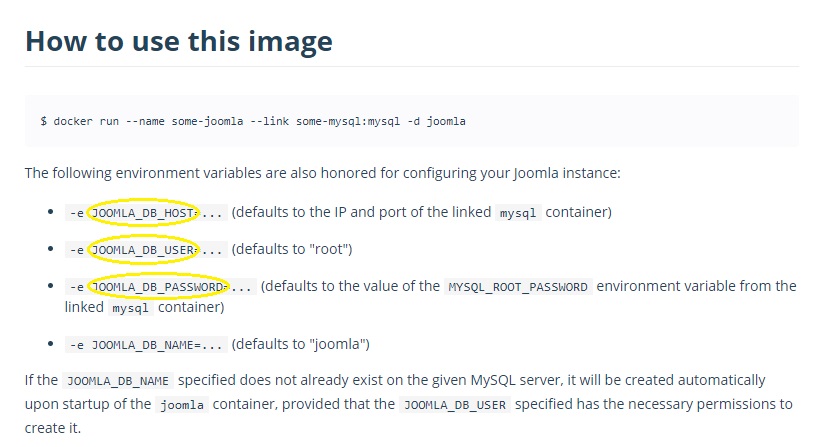 How to use this image
$ docker run --name some-joomla --link some-mysql:mysql -d joomla
The following environment variables are also honored for configuring your Joomla instance:
• -e JOOMLA_DB_HOST=... (defaults to the IP and port of the linked mysql container)
• -e JOOMLA_DB_USER=... (defaults to "root")
• -e JOOMLA_DB_PASSWORD=... (defaults to the value of the MYSQL_ROOT_PASSWORD environment variable from the
linked mysql container)
• -e JOOMLA_DB_NAME=... (defaults to "joomla")
If the JOOMLA_DB_NAME specified does not already exist on the given MySQL server, it will be created automatically
upon startup of the joomla container, provided that the JOOMLA_DB_USER specified has the necessary permissions to
create it.